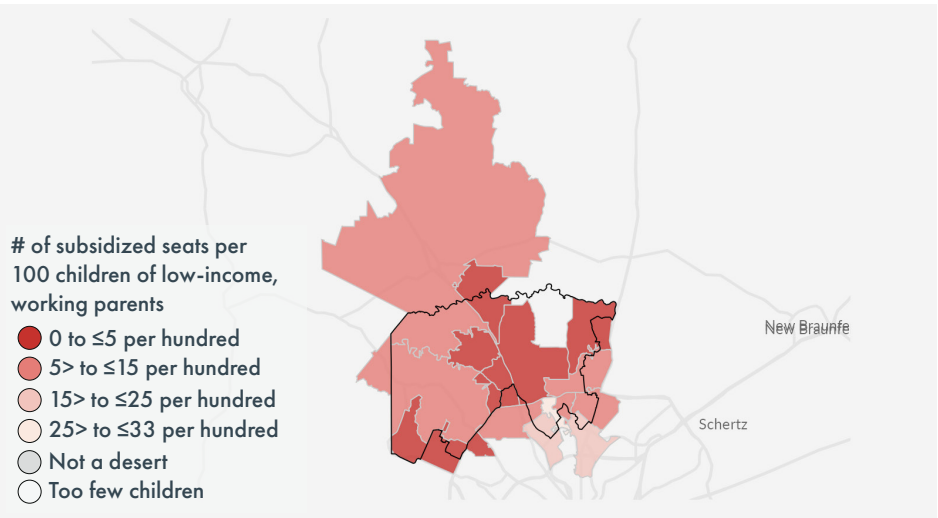 # of subsidized seats per
100 children of low-income,
working parents
0 to ≤5 per hundred
5> to ≤15 per hundred
15> to ≤25 per hundred
25> to ≤33 per hundred
Not a desert
Too few children
New Braunfe
Schertz